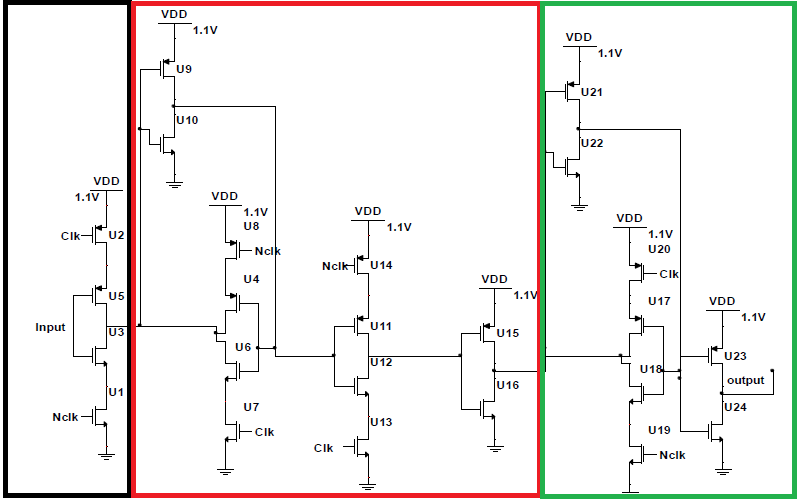 VDD
1.1V
U9
U10
VDD
1.1V
Clk
U2
U5
Input
U3
U1
Nclk
VDD
1.1V
U8
Nclk
U4
U6
U7
Clk
VDD
1.1V
Nclk
U14
U11
U12
U13
Clk
VDD
1.1V
U15
U16
VDD
1.1V
U21
U22
VDD
1.1V
U20
Clk
U17
U18
U19
Nclk
VDD
1.1V
U23
output
U24